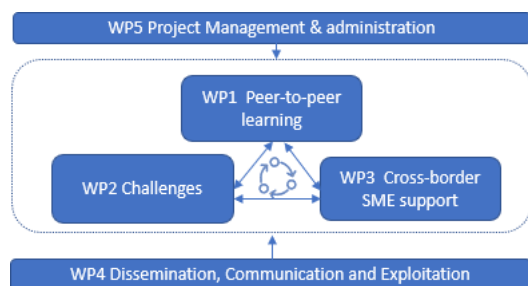 WP5 Project Management & administration
WP1 Peer-to-peer
learning
WP2 Challenges
WP3 Cross-border
SME support
WP4 Dissemination, Communication and Exploitation